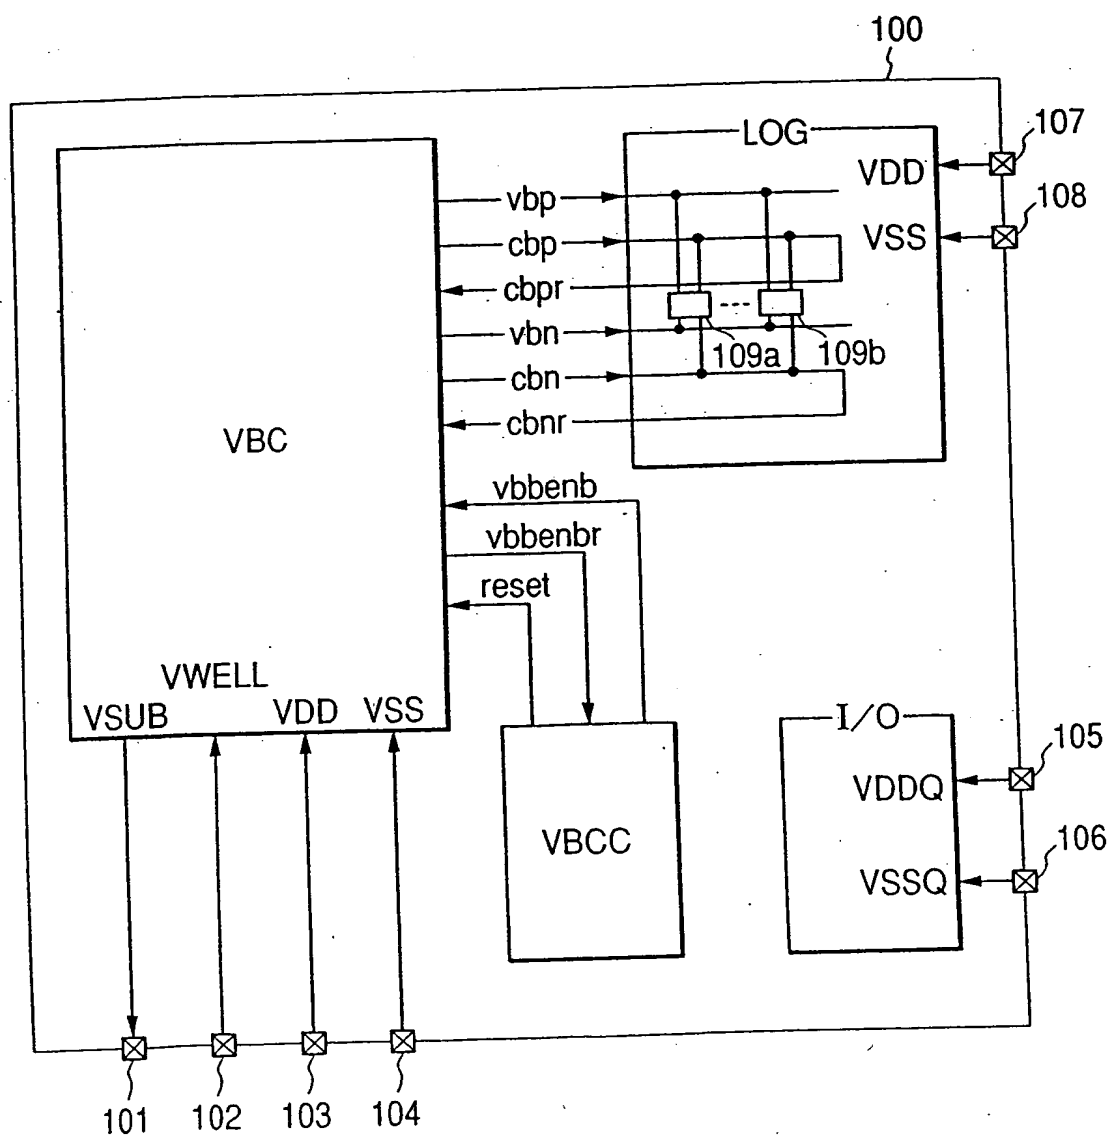 100
LOG
107
VDD
vbp
108
cbp
VSS
cbpr
vbn
109a
109b
cbn
cbnr
VBC
vbbenb
vbbenbr
reset
VWELL
VSUB
VDD
VSS
I/O
105
VDDQ
VBCC
106
VSSQ
101
102
103
104